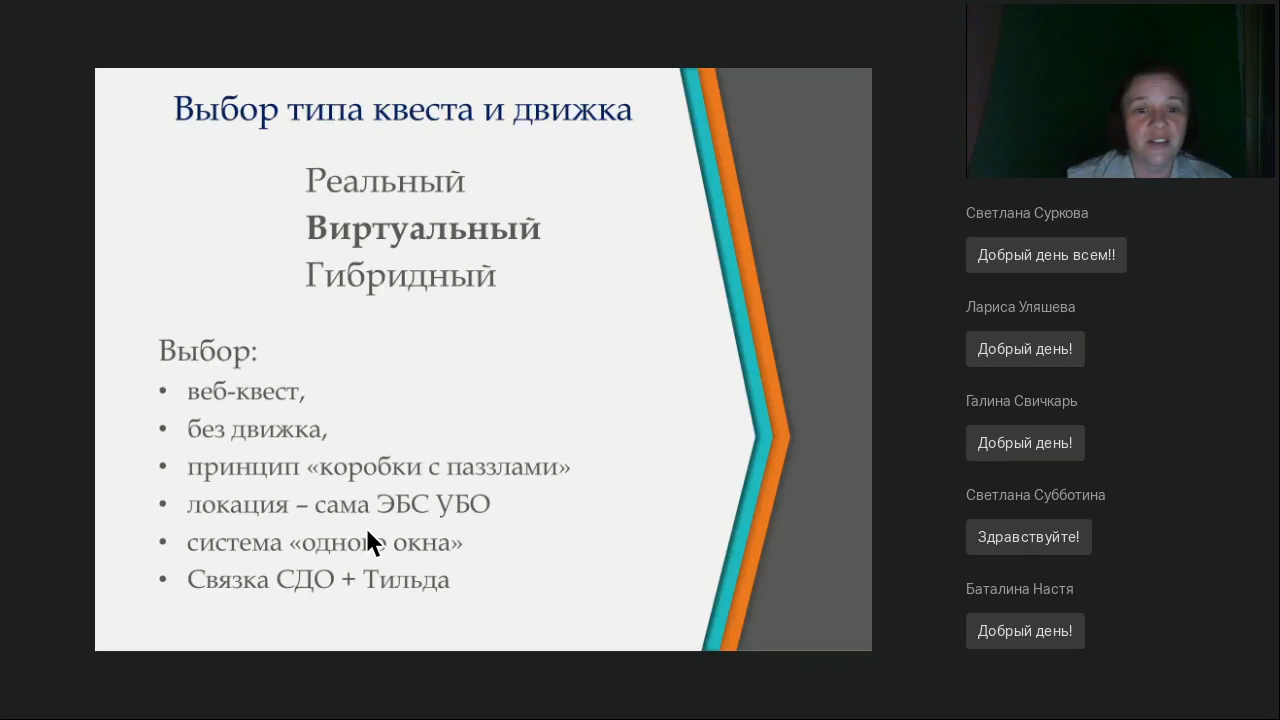 Выбор типа квеста и движка
Реальный
Виртуальный
Гибридный
Выбор:
• веб-квест,
• без движка,
• принцип «коробки с паззлами»
• локация – сама ЭБС УБО
• система «одного окна»
• Связка СДО + Тильда
Светлана Суркова
Добрый день всем!!
Лариса Уляшева
Добрый день!
Галина Свичкарь
Добрый день!
Светлана Субботина
Здравствуйте!
Баталина Настя
Добрый день!